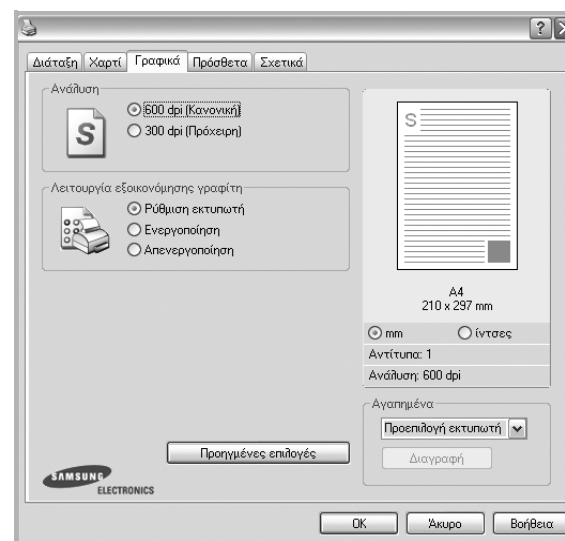 Διάταξη Χαρτί Γραφικά Πρόσθετα Σχετικά
Ανάλυση
600 dpi (Κανονική)
300 dpi (Πρόχειρη)
Λειτουργία εξοικονόμησης γραφίτη
Ρύθμιση εκτυπωτή
Ενεργοποίηση
Απενεργοποίηση
Προηγμένες επιλογές
SAMSUNG
ELECTRONICS
S
S
A4
210 x 297 mm
mm ίντσες
Αντίτυπα: 1
Ανάλυση: 600 dpi
Αγαπημένα
Προεπιλογή εκτυπωτή
Διαγραφή
OK Άκυρο Βοήθεια